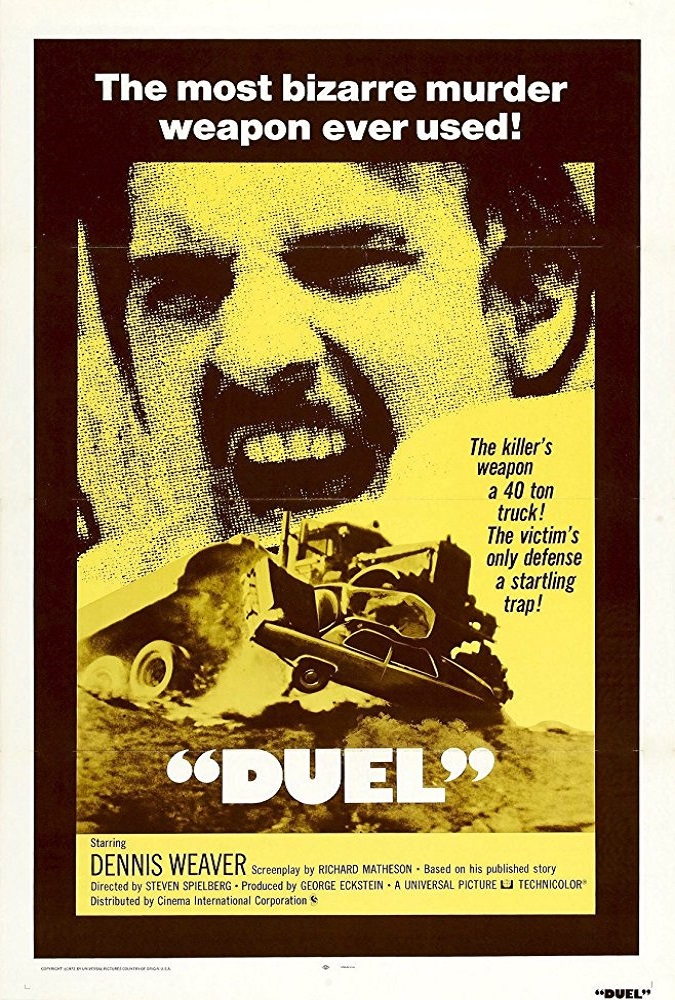 The most bizarre murder
weapon ever used!
The killer's
weapon
a 40 ton
truck!
The victim's
only defense
a startling
trap!
“DUEL”
Starring
DENNIS WEAVER Screenplay by RICHARD MATHESON • Based on his published story
Directed by STEVEN SPIELBERG • Produced by GEORGE ECKSTEIN • A UNIVERSAL PICTURE TECHNICOLOR®
Distributed by Cinema International Corporation
“DUEL”